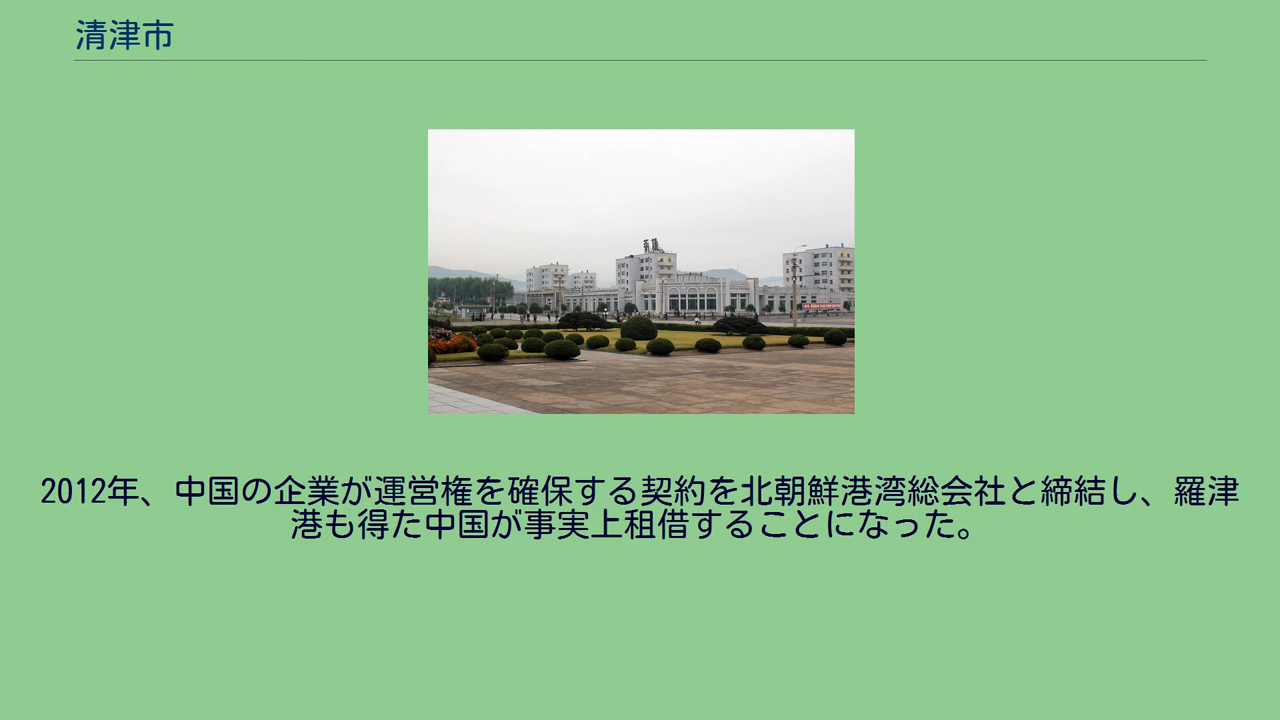 清津市
2012年、中国の企業が運営権を確保する契約を北朝鮮港湾総会社と締結し、羅津
港も得た中国が事実上租借することになった。